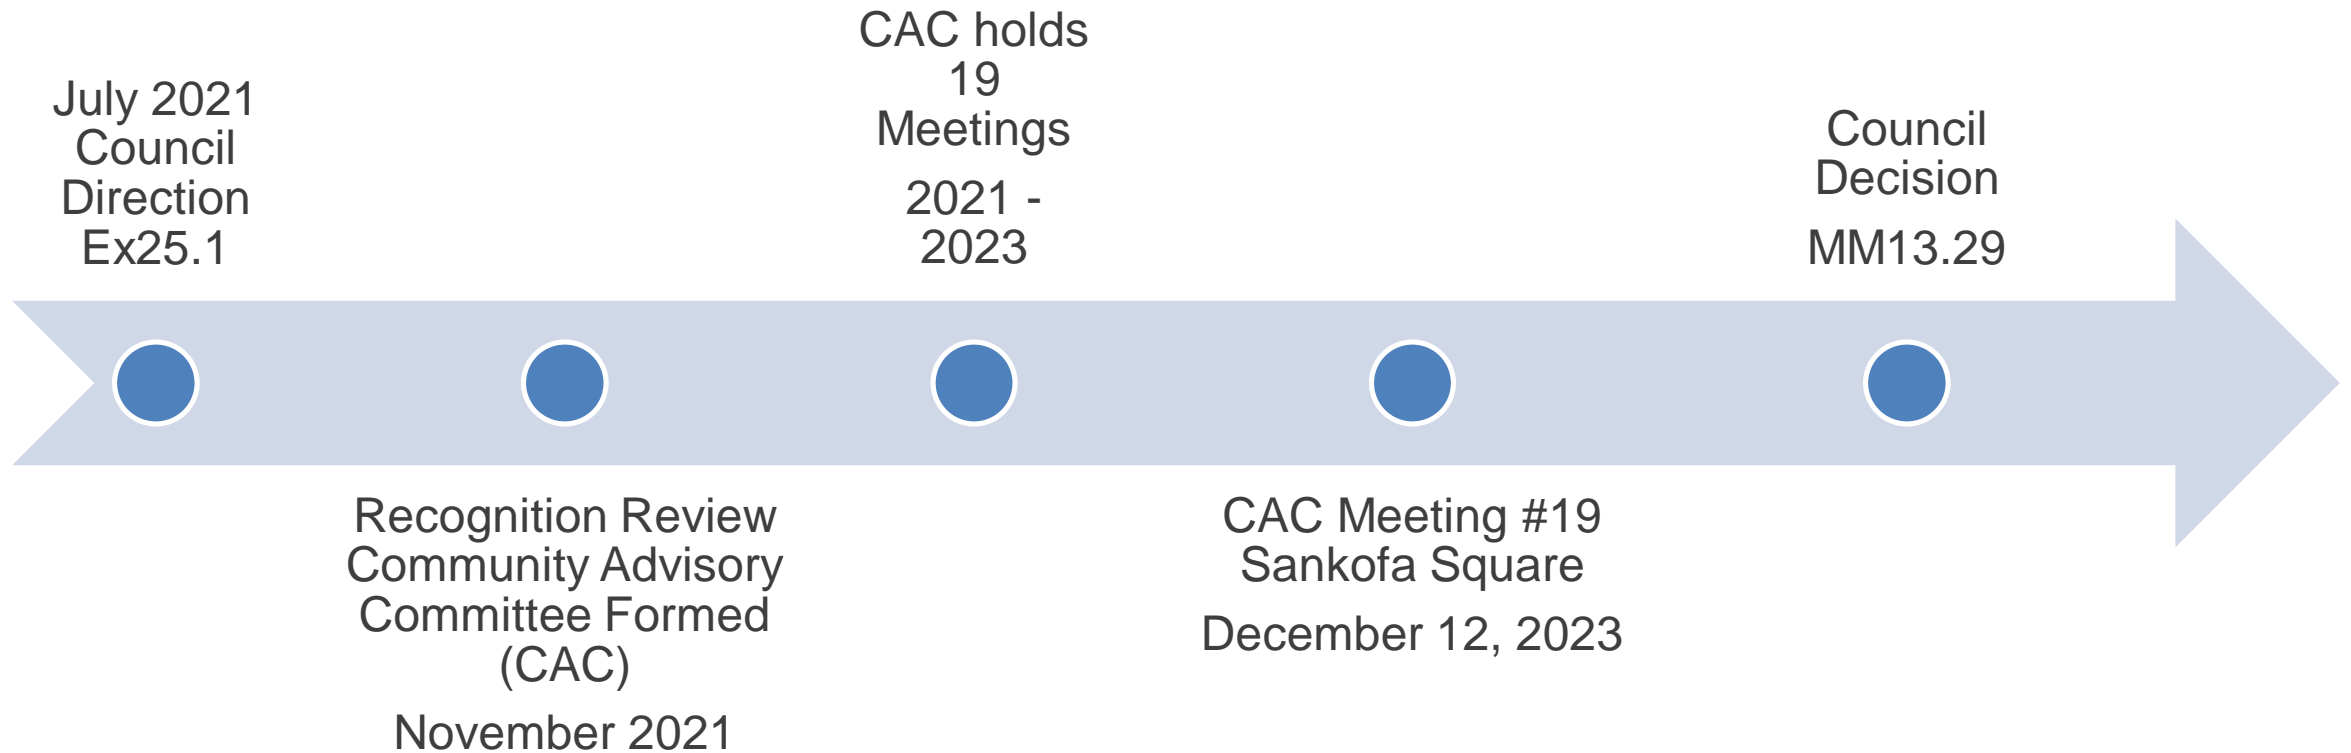 July 2021
Council
Direction
Ex25.1
Recognition Review
Community Advisory
Committee Formed
(CAC)
November 2021
CAC holds
19
Meetings
2021 -
2023
CAC Meeting #19
Sankofa Square
December 12, 2023
Council
Decision
MM13.29